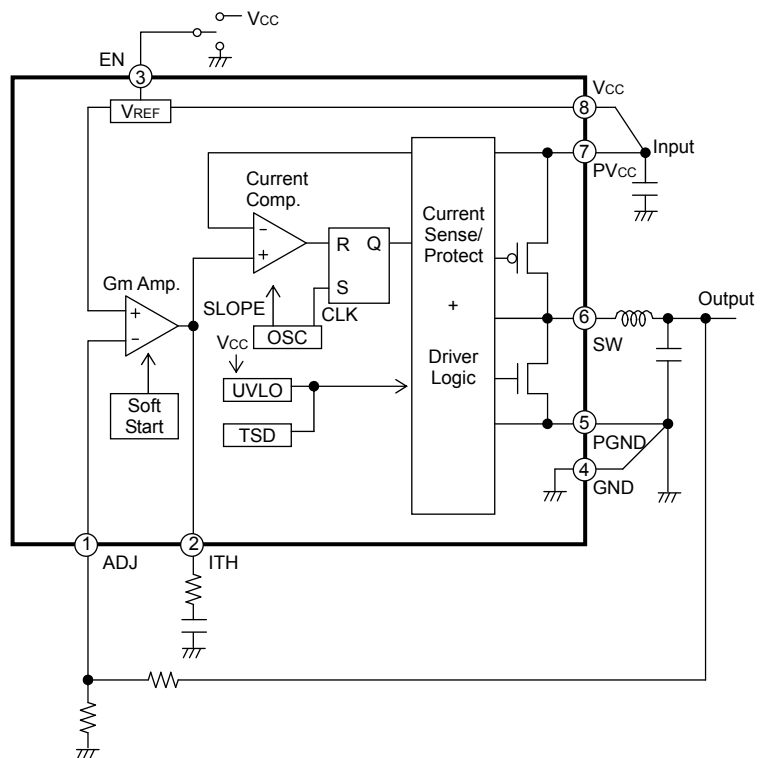 VCC
EN
3
VCC
VREF
8
7
Input
PVCC
Current
Comp.
Current
Sense/
Protect
+
Driver
Logic
-
+
R Q
S
Gm Amp.
+
-
SLOPE
CLK
OSC
VCC
UVLO
TSD
Soft
Start
6
SW
Output
5
PGND
4
GND
1
ADJ
2
ITH